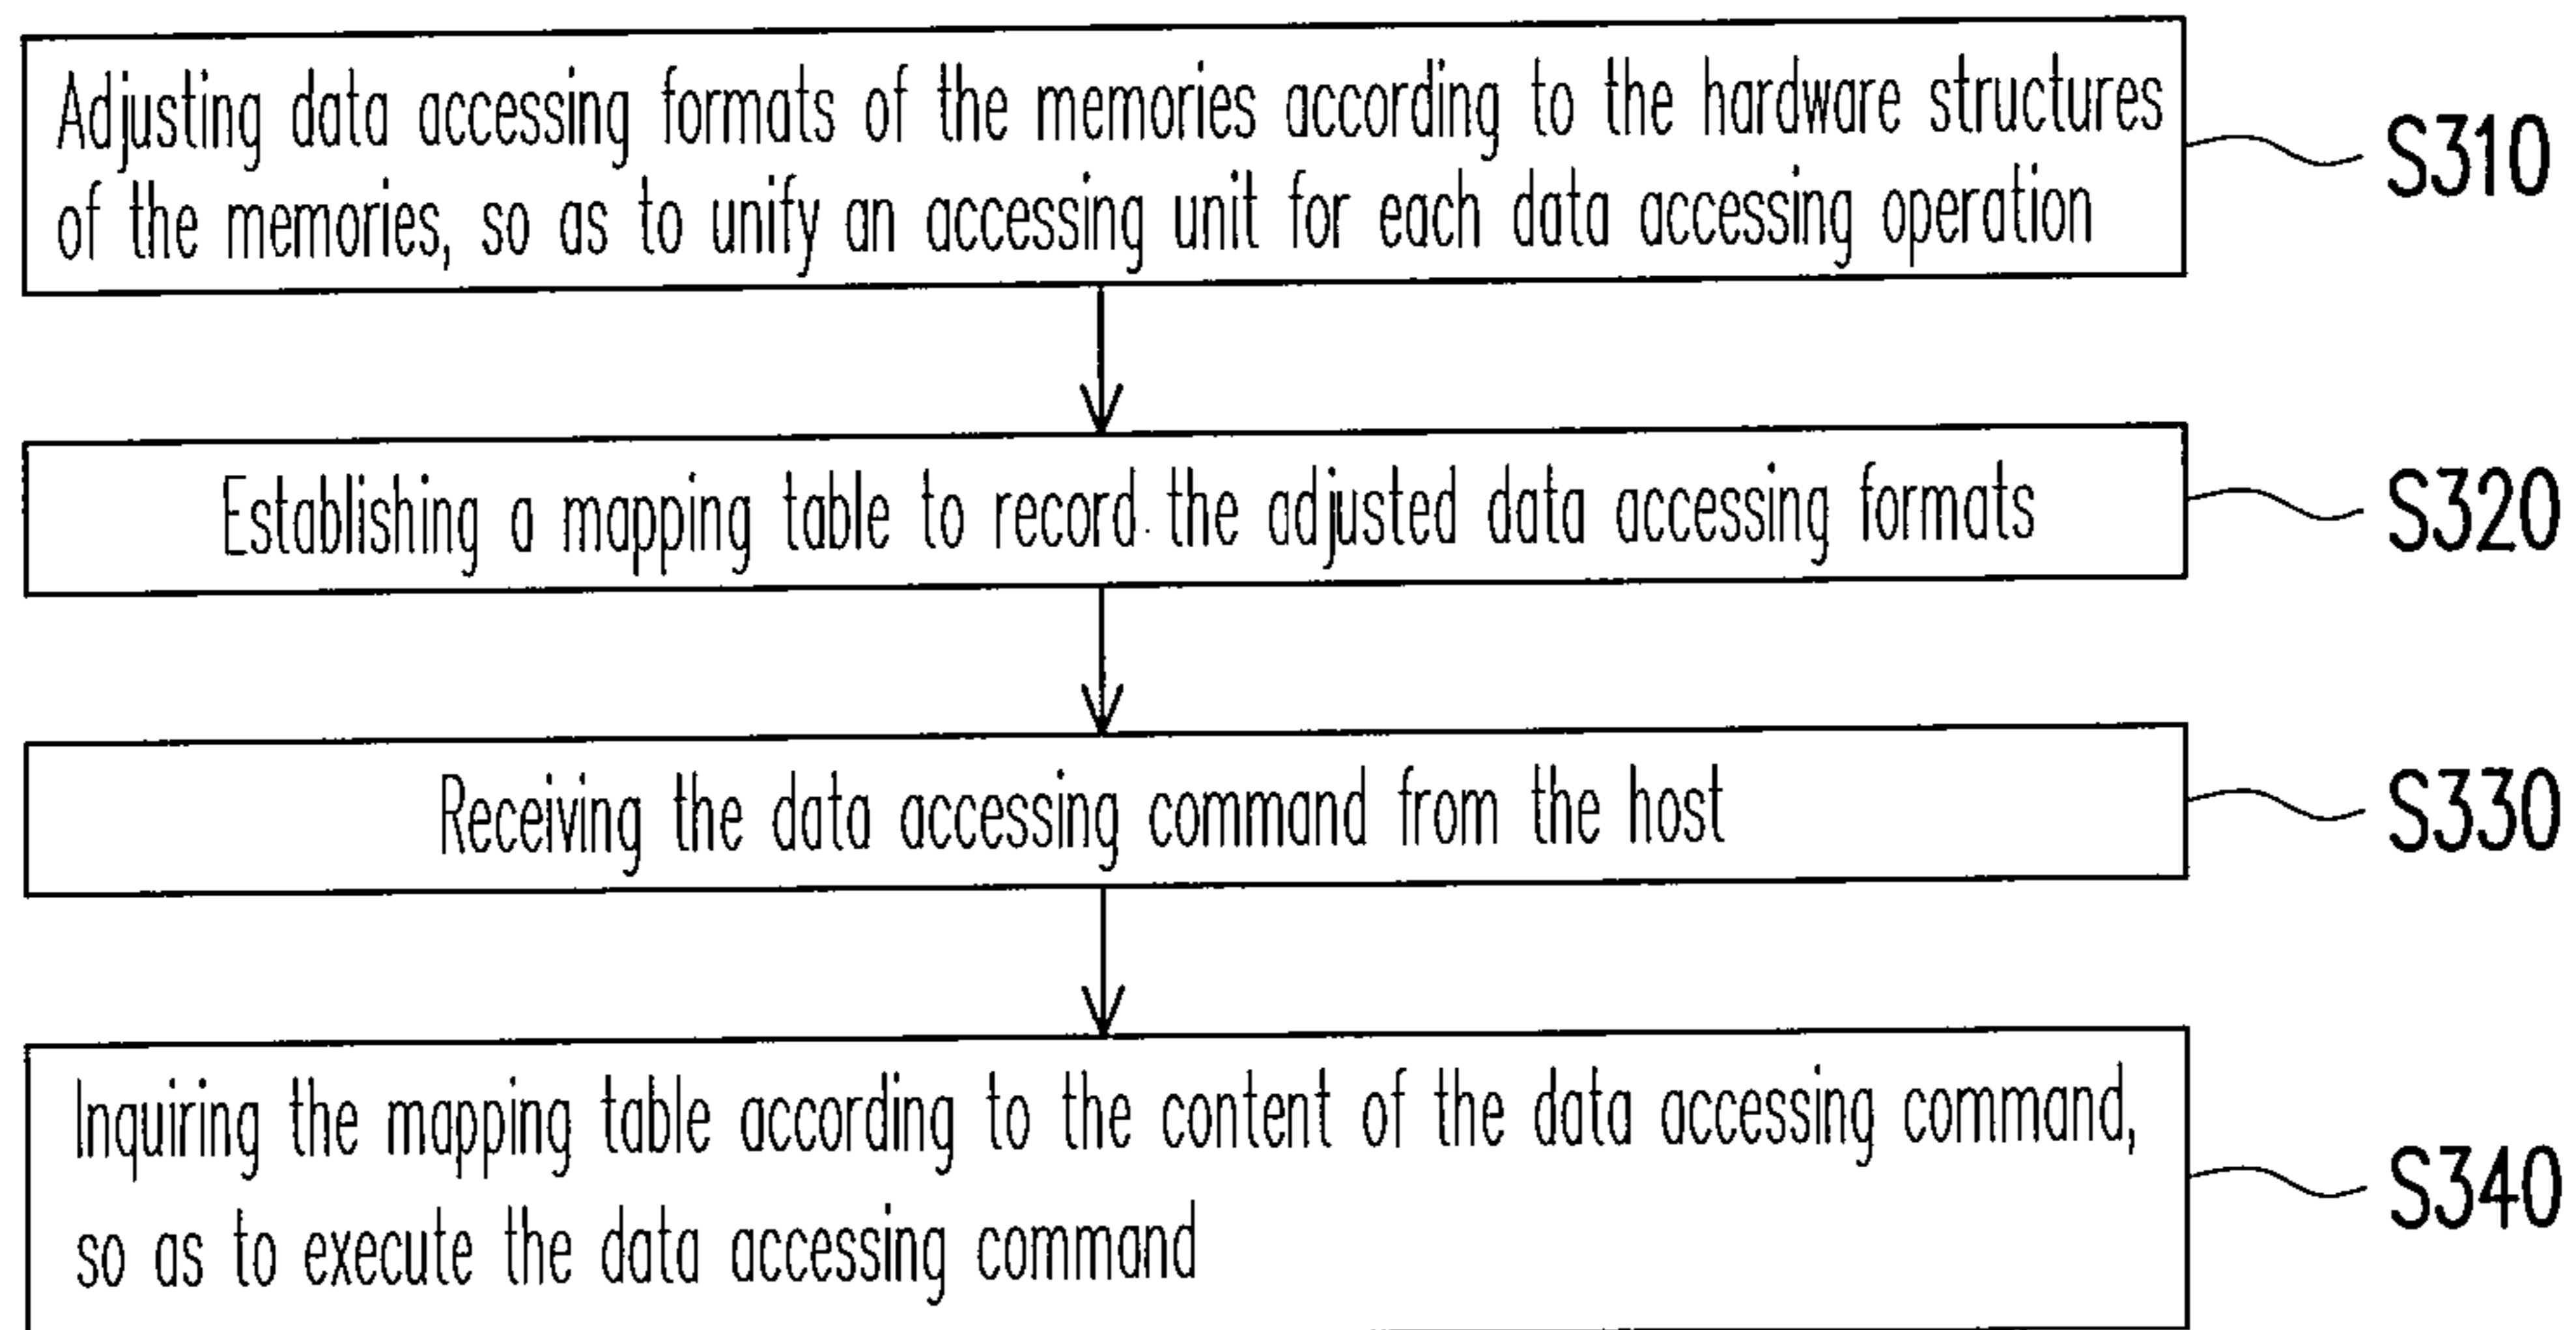 Adjusting data accessing formats of the memories according to the hardware structures
of the memories, so as to unify an accessing unit for each data accessing operation
S310
Establishing a mapping table to record the adjusted data accessing formats
S320
Receiving the data accessing command from the host
S330
Inquiring the mapping table according to the content of the data accessing command,
so as to execute the data accessing command
S340